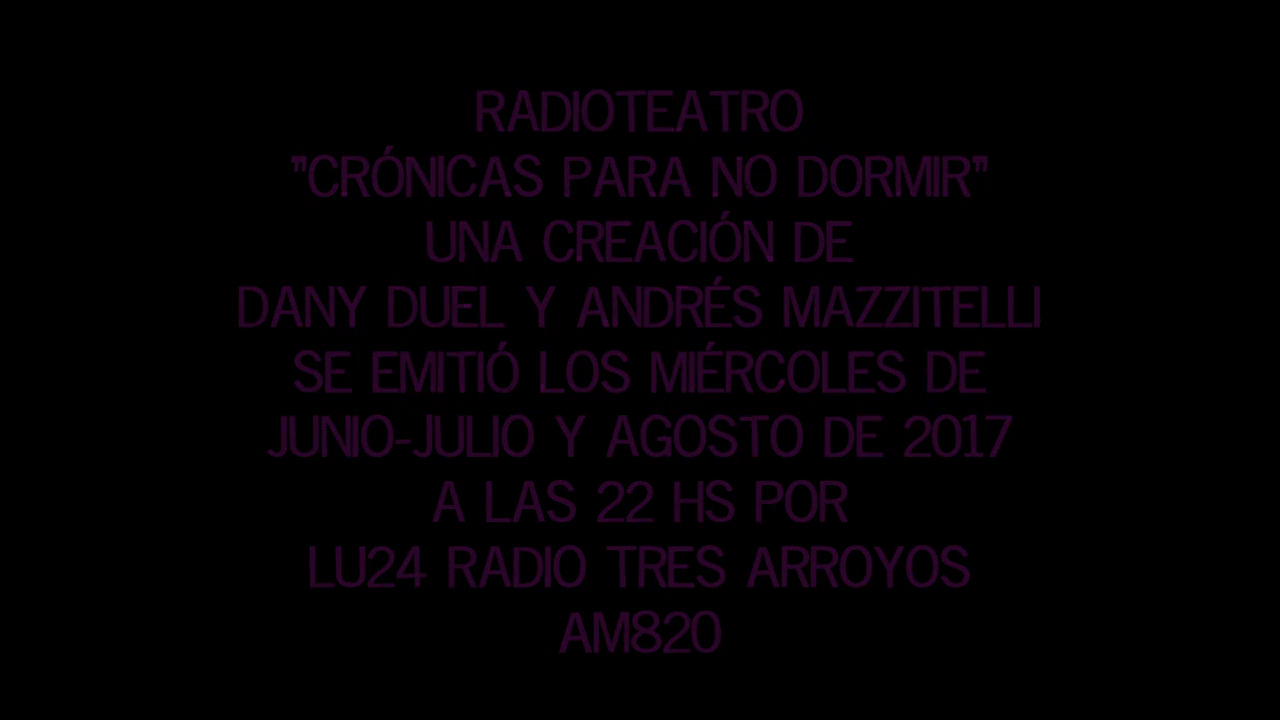 RADIOTEATRO
"CRÓNICAS PARA NO DORMIR"
UNA CREACIÓN DE
DANY DUEL Y ANDRÉS MAZZITELLI
SE EMITIÓ LOS MIÉRCOLES DE
JUNIO-JULIO Y AGOSTO DE 2017
A LAS 22 HS POR
LU24 RADIO TRES ARROYOS
AM820